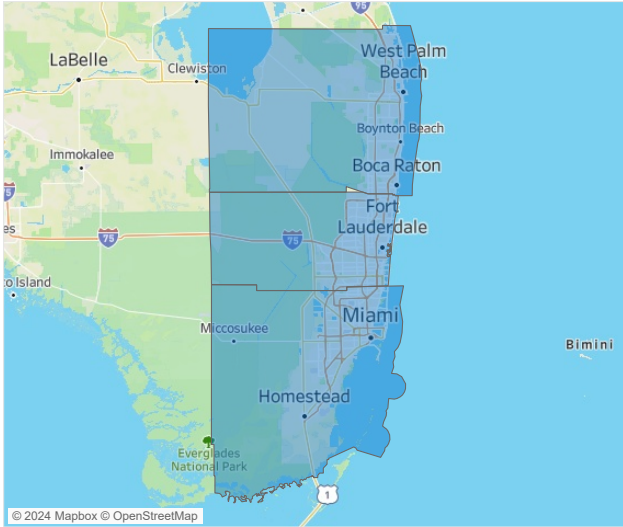 75
West Palm
Beach
LaBelle
Clewiston
Boynton Beach
Immokalee
Boca Raton
75
Fort
Lauderdale
es
75
75
co Island
Miccosukee
Miami
Bimini
Homestead
Everglades
National Park
1
© 2024 Mapbox © OpenStreetMap